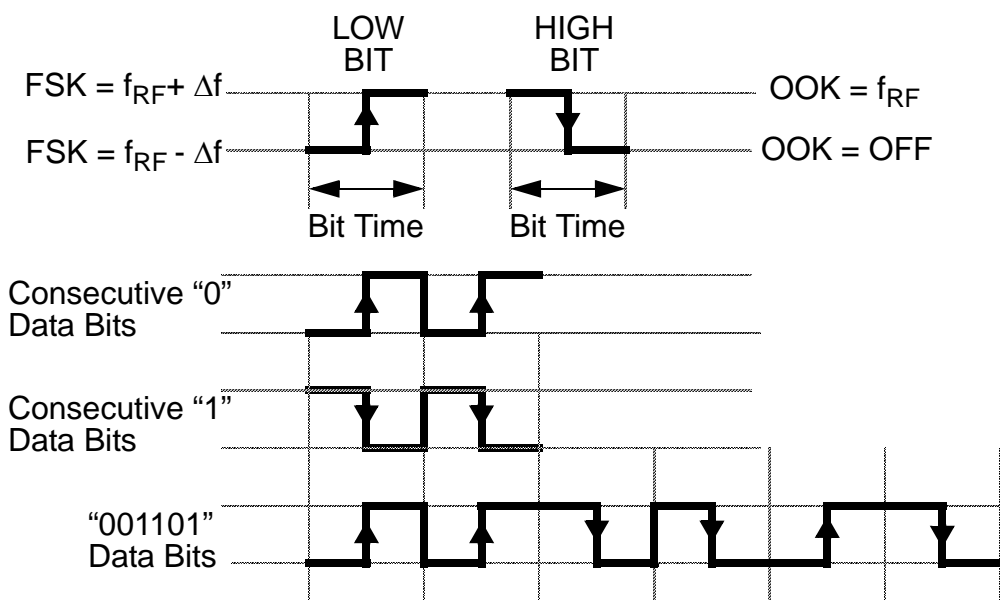 LOW
BIT
HIGH
BIT
FSK = fRF+ Δf
OOK = fRF
FSK = fRF - Δf
OOK = OFF
Bit Time
Bit Time
Consecutive “0”
Data Bits
Consecutive “1”
Data Bits
“001101”
Data Bits